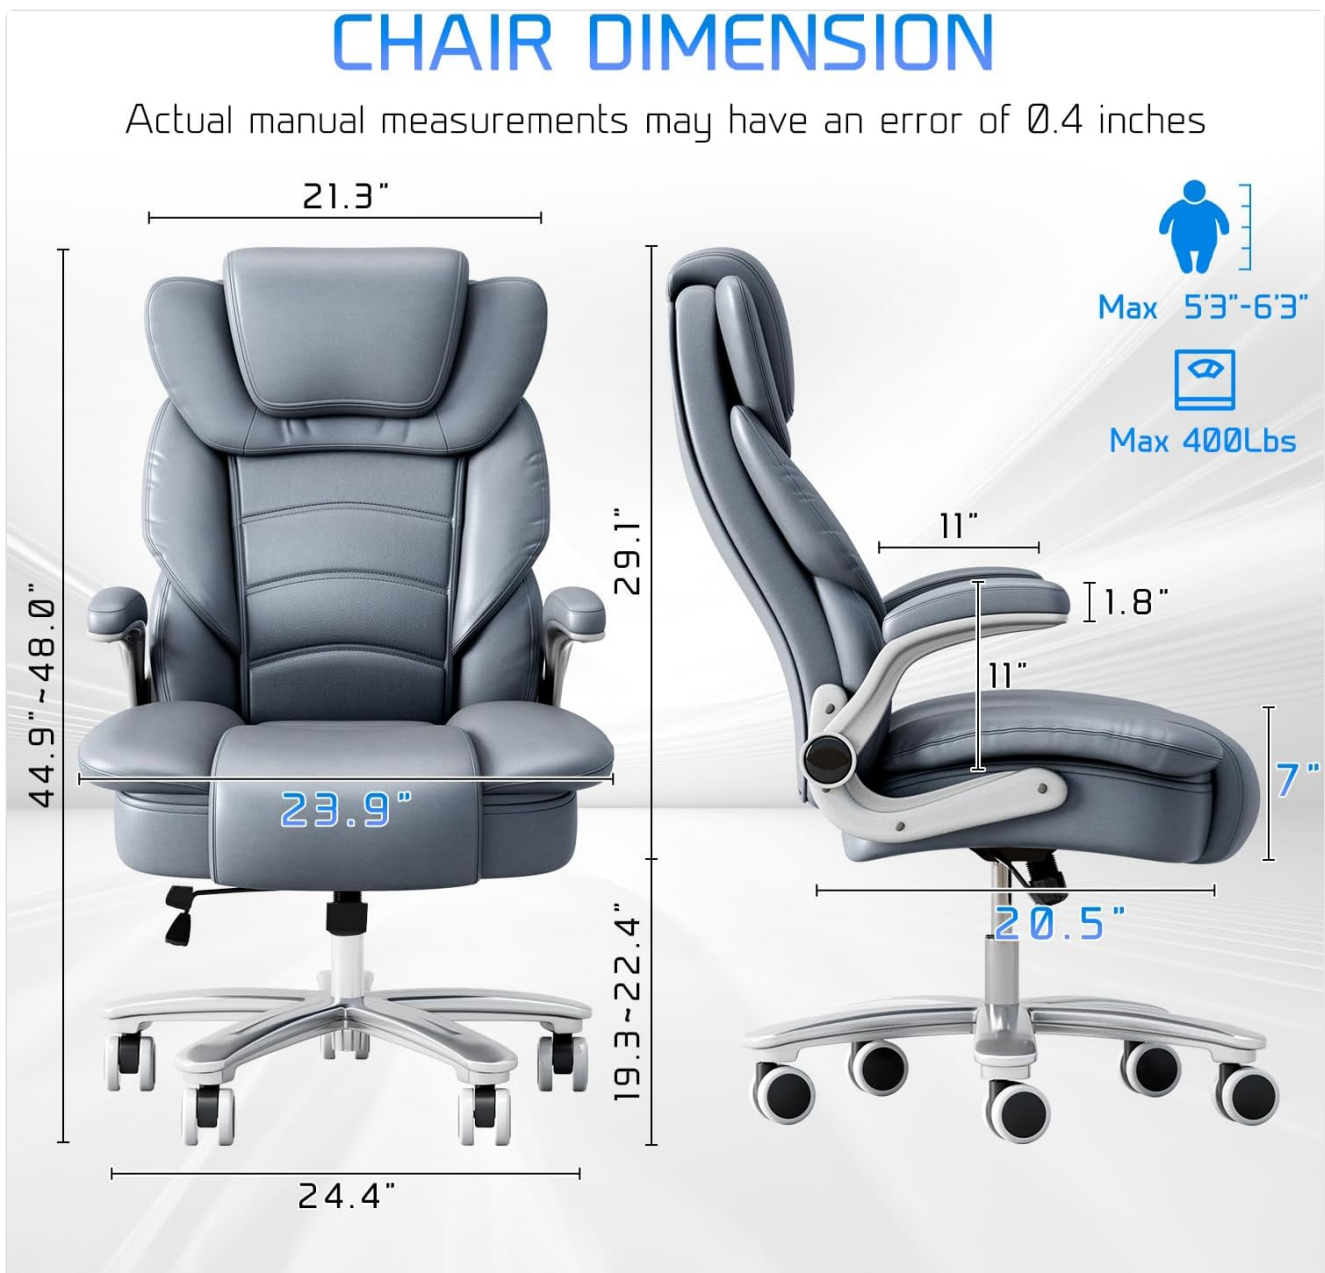 CHAIR DIMENSION
Actual manual measurements may have an error of 0.4 inches
21.3"
Max 5'3"-6'3"
Max 400Lbs
11"
1.8"
29.1"
11"
44.9"~48.0"
7"
23.9"
20.5"
19.3~22.4"
24.4"